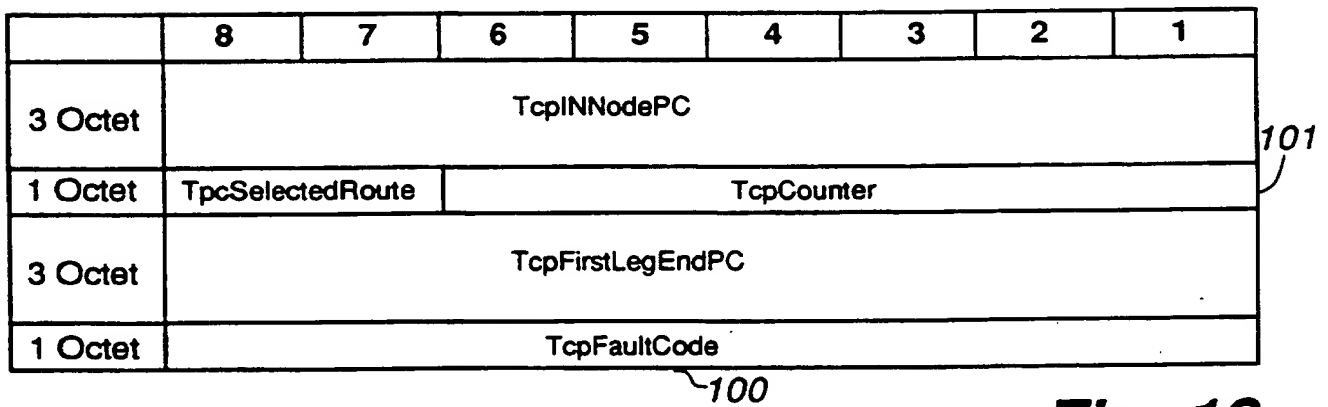 8 7 6 5 4 3 2 1
3 Octet TcpINNodePC
101
1 Octet TpcSelectedRoute TcpCounter
3 Octet TcpFirstLegEndPC
1 Octet TcpFaultCode
100